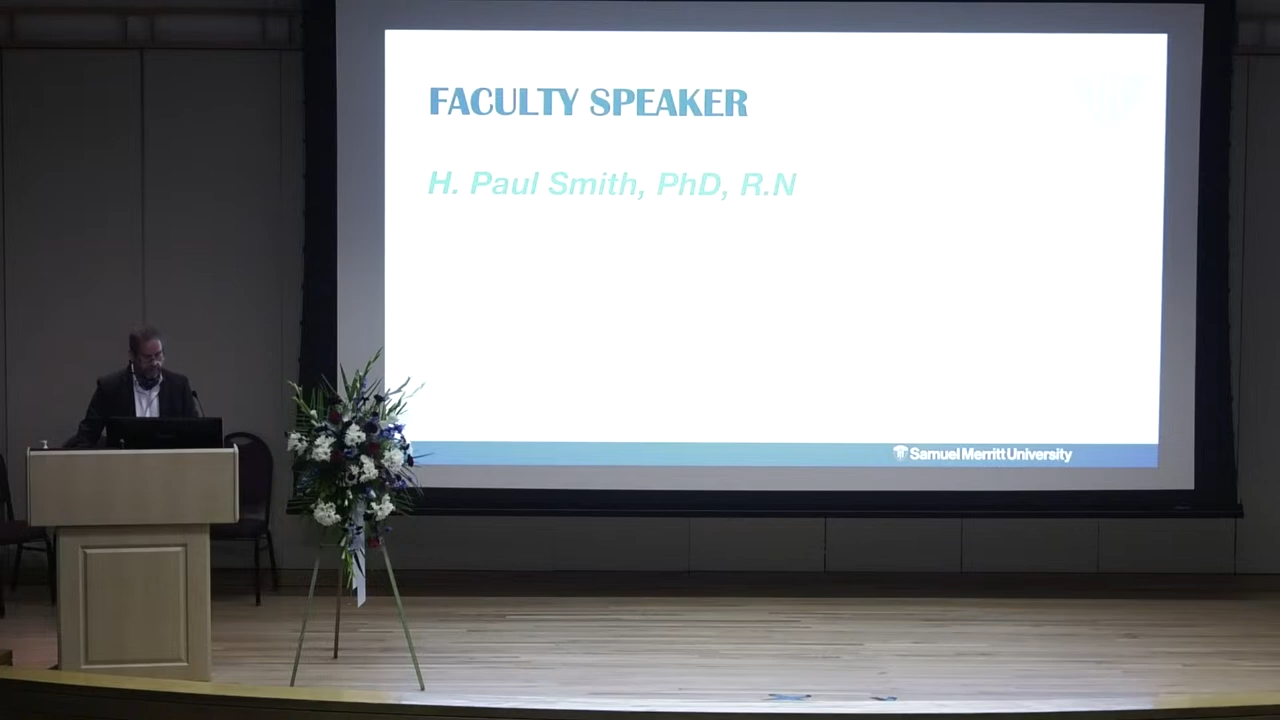 FACULTY SPEAKER
H. Paul Smith, PhD, R.N
Samuel Merritt University